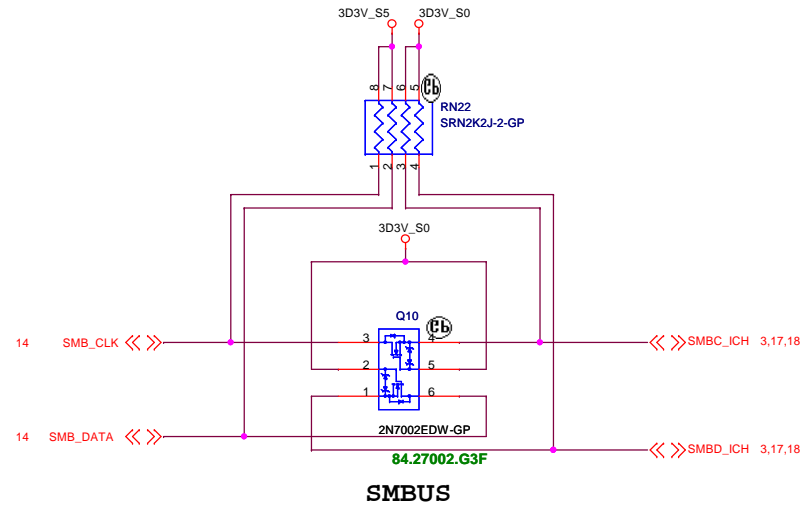 3D3V_S5 3D3V_S0
8 7 6 5
RN22
SRN2K2J-2-GP
1 2 3 4
3D3V_S0
Q10
14 SMB_CLK 3 4 SMBC_ICH 3,17,18
2 5
1 6
14 SMB_DATA 2N7002EDW-GP
84.27002.G3F SMBD_ICH 3,17,18
SMBUS